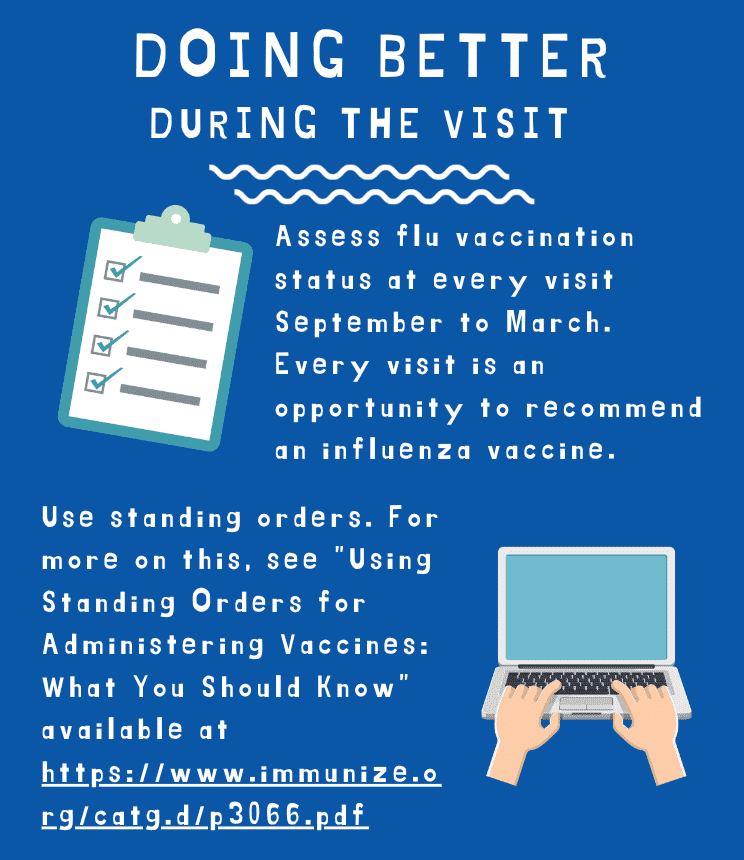 DOING BETTER
DURING THE VISIT
Assess flu vaccination
status at every visit
September to March.
Every visit is an
opportunity to recommend
an influenza vaccine.
Use standing orders. For
more on this, see "Using
Standing Orders for
Administering Vaccines:
What You Should Know"
available at
https://www.immunize.o
rg/catg.d/p3066.pdf